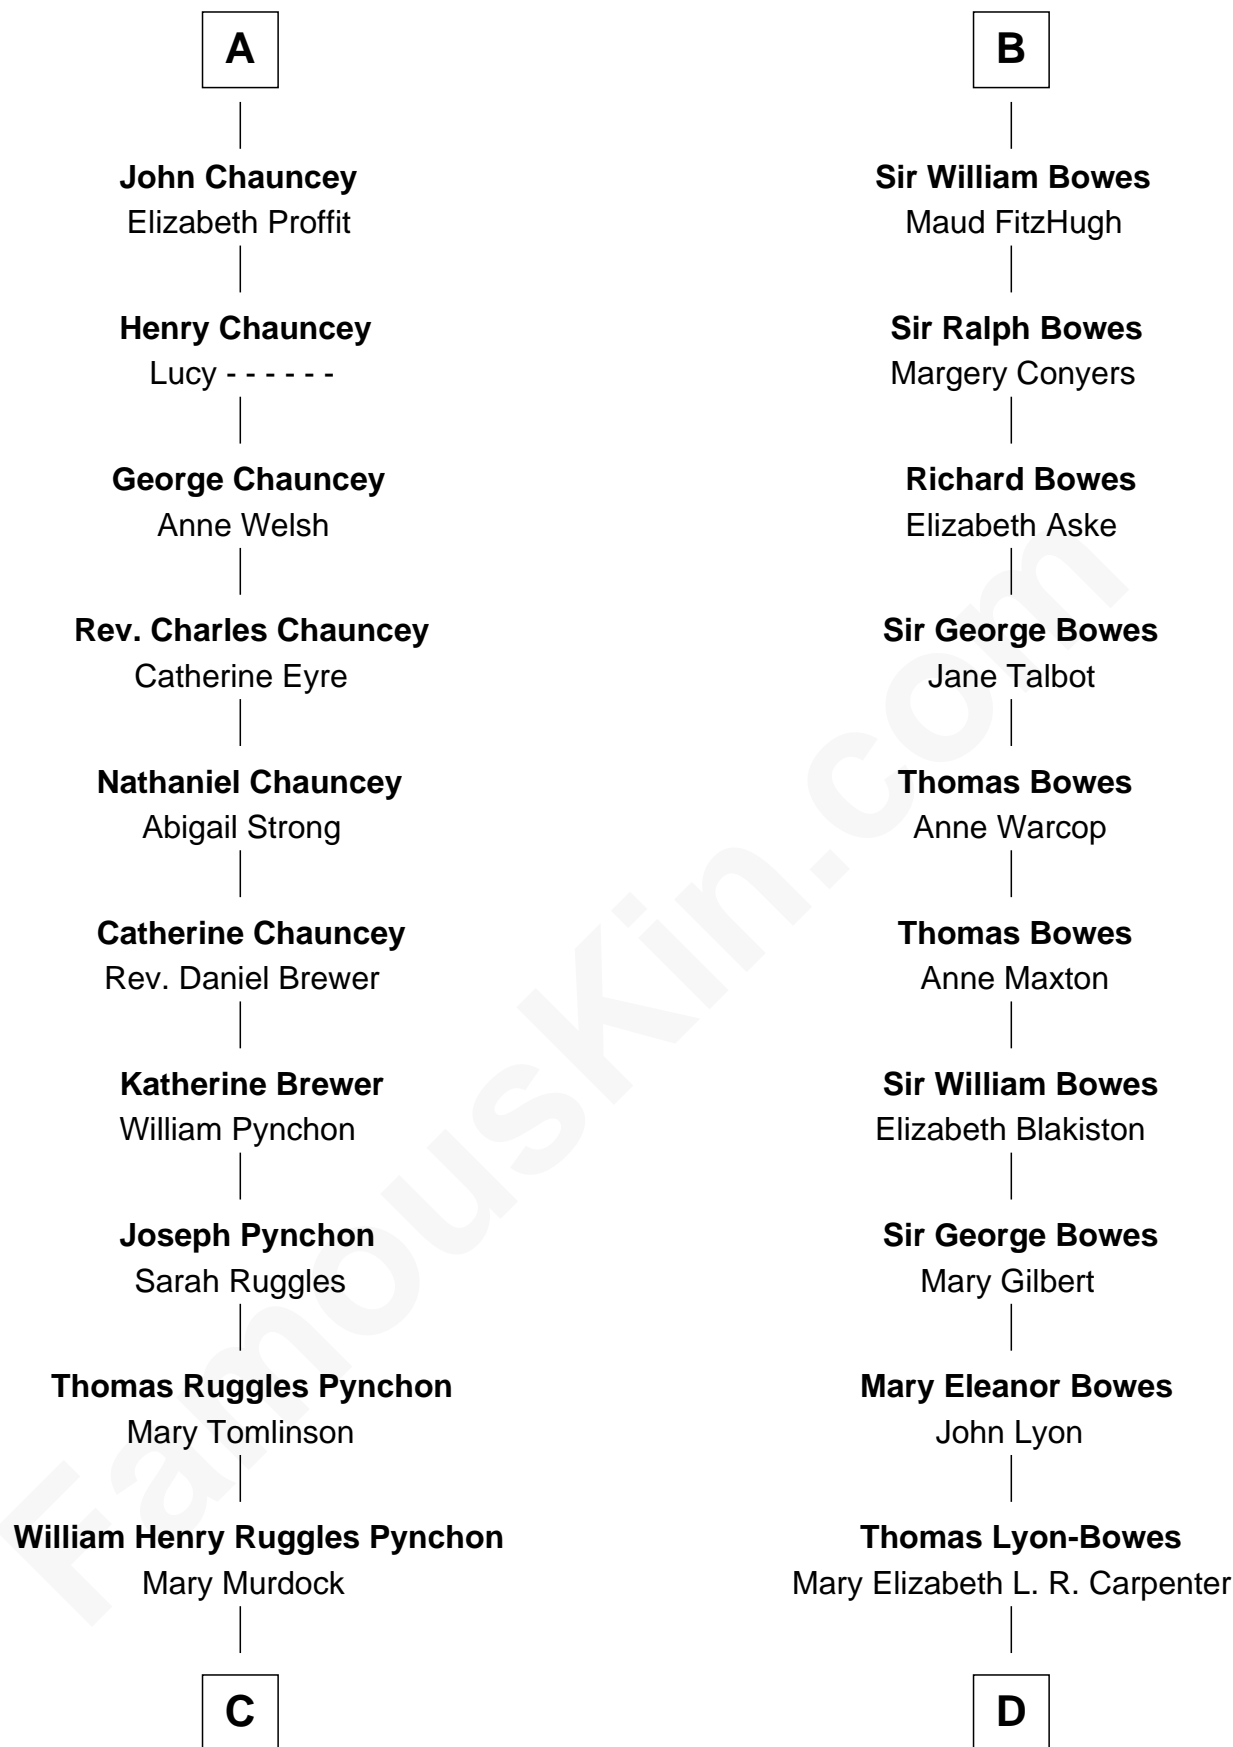 A
John Chauncey
Elizabeth Proffit
Henry Chauncey
Lucy - - - - - -
George Chauncey
Anne Welsh
Rev. Charles Chauncey
Catherine Eyre
Nathaniel Chauncey
Abigail Strong
Catherine Chauncey
Rev. Daniel Brewer
Katherine Brewer
William Pynchon
Joseph Pynchon
Sarah Ruggles
Thomas Ruggles Pynchon
Mary Tomlinson
William Henry Ruggles Pynchon
Mary Murdock
C
B
Sir William Bowes
Maud FitzHugh
Sir Ralph Bowes
Margery Conyers
Richard Bowes
Elizabeth Aske
Sir George Bowes
Jane Talbot
Thomas Bowes
Anne Warcop
Thomas Bowes
Anne Maxton
Sir William Bowes
Elizabeth Blakiston
Sir George Bowes
Mary Gilbert
Mary Eleanor Bowes
John Lyon
Thomas Lyon-Bowes
Mary Elizabeth L. R. Carpenter
D
FamousKin.com